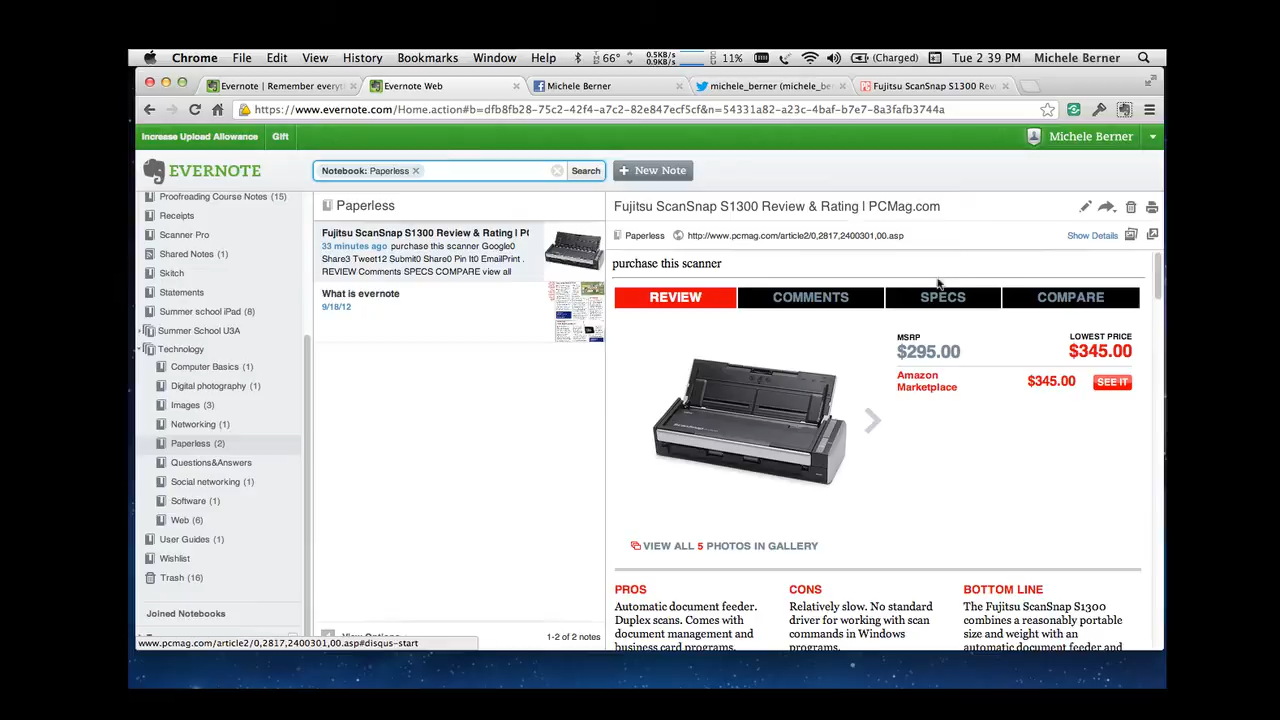 Chrome File Edit View History Bookmarks Window Help 66° 0.5KB/s 0.9KB/s 11% (Charged) Tue 2 39 PM Michele Berner
Evernote | Remember everyt
Evernote Web
Michele Berner
michele_berner (michele_be
Fujitsu ScanSnap S1300 Rev
https://www.evernote.com/Home.action#b=dfb8fb28-75c2-42f4-a7c2-82e847ecf5cf&n=54331a82-a23c-4baf-b7e7-8a3fafb3744a
Increase Upload Allowance Gift
Michele Berner
EVERNOTE
Notebook: Paperless
Search
New Note
Proofreading Course Notes (15)
Receipts
Scanner Pro
Shared Notes (1)
Skitch
Statements
Summer school iPad (8)
Summer School U3A
Technology
Computer Basics (1)
Digital photography (1)
Images (3)
Networking (1)
Paperless (2)
Questions&Answers
Social networking (1)
Software (1)
Web (6)
User Guides (1)
Wishlist
Trash (16)
Joined Notebooks
www.pcmag.com/article2/0,2817,2400301,00.asp#disqus-start
Paperless
Fujitsu ScanSnap S1300 Review & Rating | PC
33 minutes ago purchase this scanner Google0
Share3 Tweet12 Submit0 Share0 Pin It0 EmailPrint .
REVIEW Comments SPECS COMPARE view all
What is evernote
9/18/12
View Options
1-2 of 2 notes
Fujitsu ScanSnap S1300 Review & Rating | PCMag.com
Paperless http://www.pcmag.com/article2/0,2817,2400301,00.asp
Show Details
purchase this scanner
REVIEW COMMENTS SPECS COMPARE
MSRP
$295.00
LOWEST PRICE
$345.00
Amazon
Marketplace
$345.00
SEE IT
VIEW ALL 5 PHOTOS IN GALLERY
PROS
Automatic document feeder.
Duplex scans. Comes with
document management and
business card programs.
CONS
Relatively slow. No standard
driver for working with scan
commands in Windows
programs.
BOTTOM LINE
The Fujitsu ScanSnap S1300
combines a reasonably portable
size and weight with an
automatic document feeder and